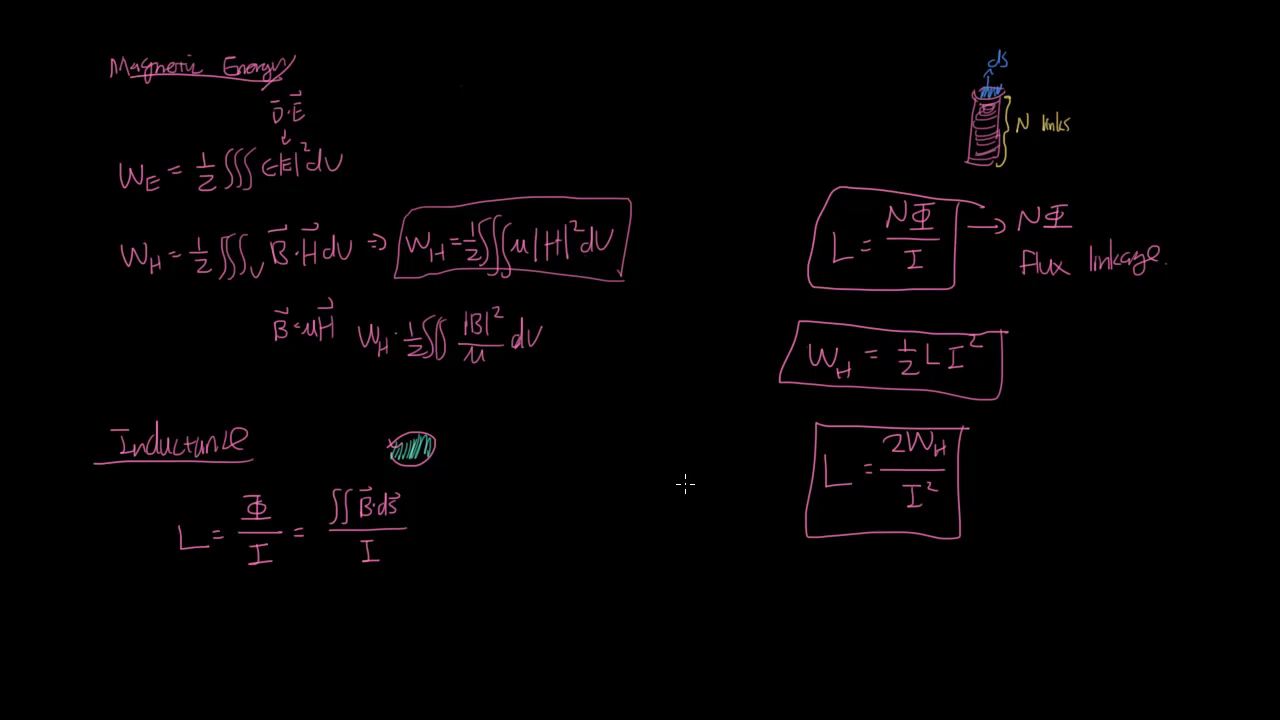 Magnetic Energy
D⃗·E⃗
↓
W_E = 1/2 ∭ ε|E|² dV
W_H = 1/2 ∭_V B⃗·H⃗ dV ⇒ W_H = 1/2 ∭ μ|H|² dV
B⃗ = μH⃗ W_H · 1/2 ∭ |B|²/μ dV
Inductance
L = Φ/I = ∬ B⃗·ds⃗ / I
ds
N links
L = NΦ/I → NΦ
flux linkage.
W_H = 1/2 L I²
L = 2W_H/I²